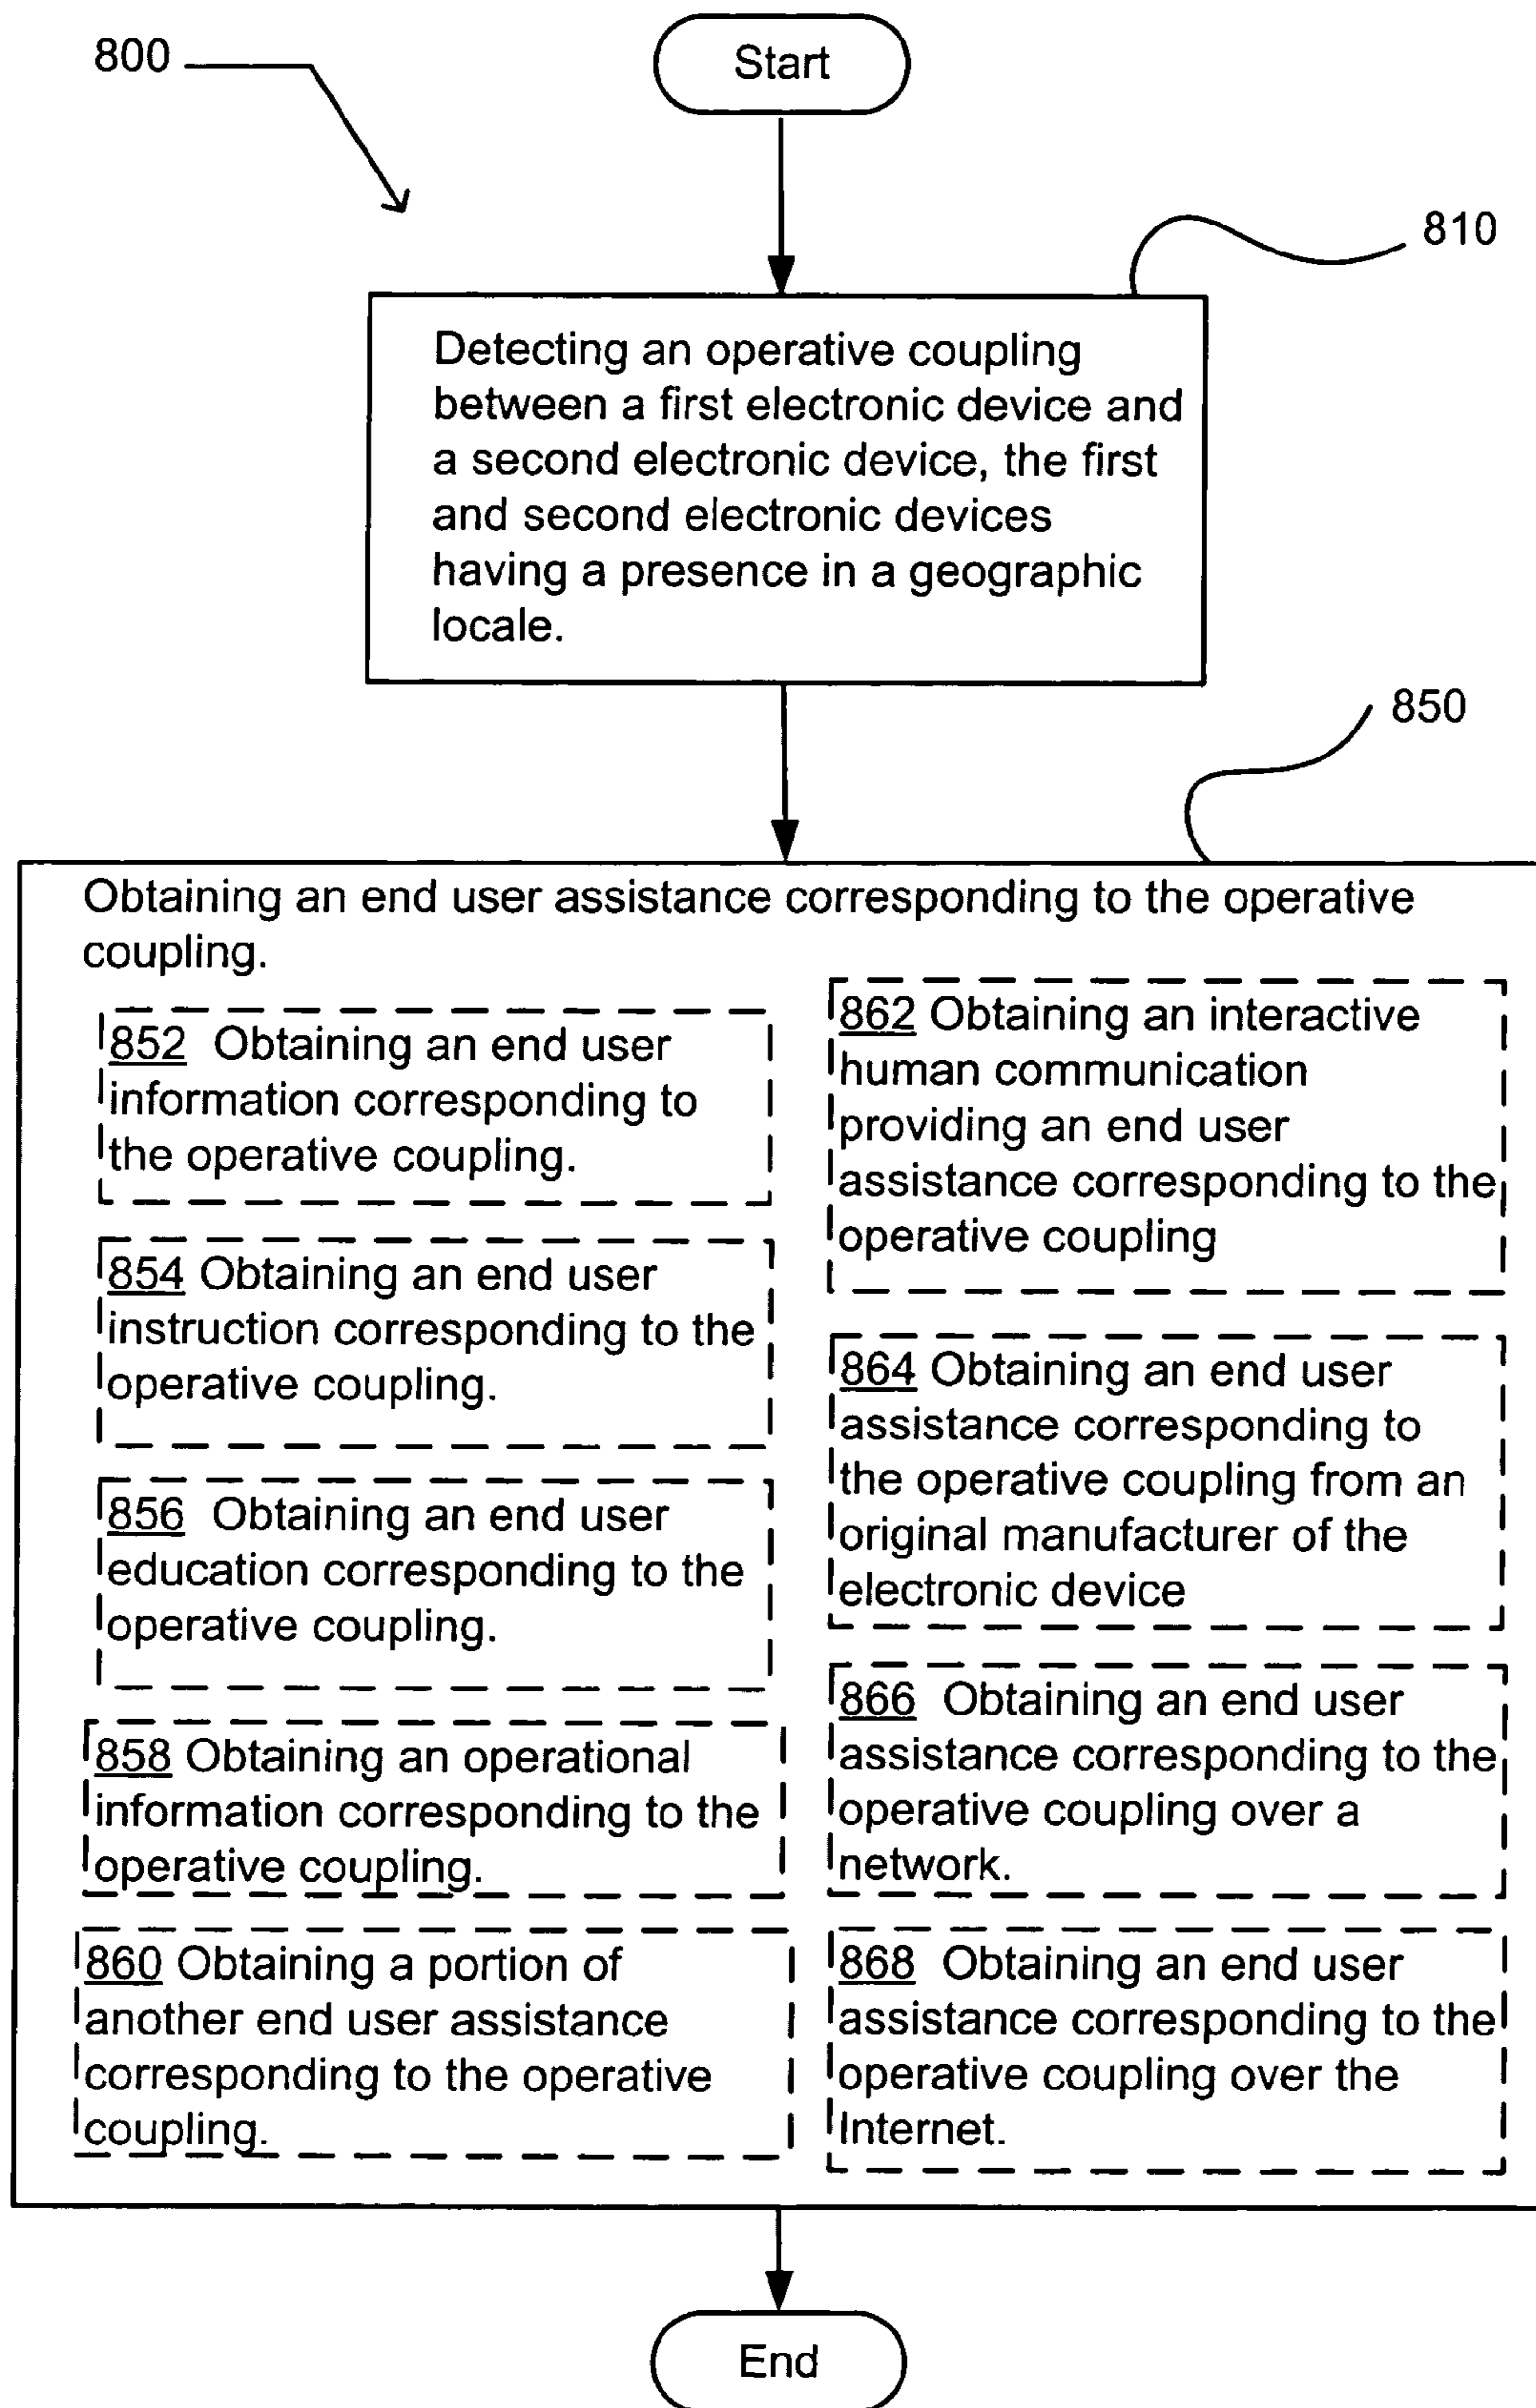 800
Start
810
Detecting an operative coupling
between a first electronic device and
a second electronic device, the first
and second electronic devices
having a presence in a geographic
locale.
850
Obtaining an end user assistance corresponding to the operative
coupling.
852 Obtaining an end user
information corresponding to
the operative coupling.
854 Obtaining an end user
instruction corresponding to the
operative coupling.
856 Obtaining an end user
education corresponding to the
operative coupling.
858 Obtaining an operational
information corresponding to the
operative coupling.
860 Obtaining a portion of
another end user assistance
corresponding to the operative
coupling.
862 Obtaining an interactive
human communication
providing an end user
assistance corresponding to the
operative coupling
864 Obtaining an end user
assistance corresponding to
the operative coupling from an
original manufacturer of the
electronic device
866 Obtaining an end user
assistance corresponding to the
operative coupling over a
network.
868 Obtaining an end user
assistance corresponding to the
operative coupling over the
Internet.
End